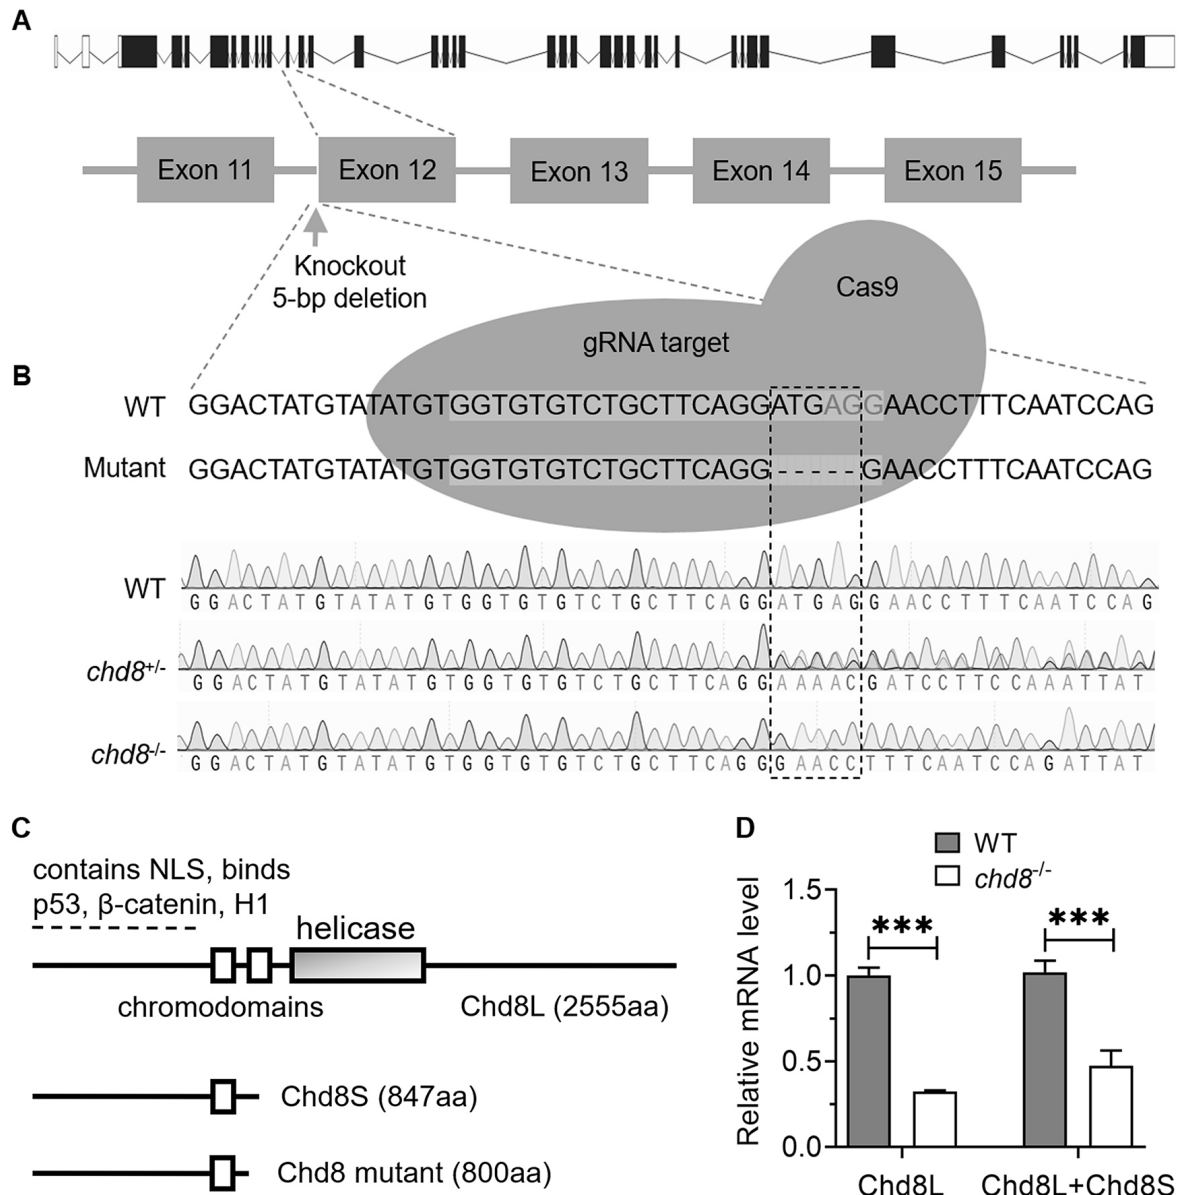 A
Exon 11
Exon 12
Exon 13
Exon 14
Exon 15
Knockout
5-bp deletion
Cas9
gRNA target
B
WT GGACTATGTATATGTGGTGTGTCTGCTTCAGGATGAGGAACCTTTCAATCCAG
Mutant GGACTATGTATATGTGGTGTGTCTGCTTCAGG-----GAACCTTTCAATCCAG
WT
GGACTATGTATATGTGGTGTGTCTGCTTCAGGATGAGGAACCTTTCAATCCAG
chd8+/-
GGACTATGTATATGTGGTGTGTCTGCTTCAGGAAAACGATCCTTCCAAATTAT
chd8-/-
GGACTATGTATATGTGGTGTGTCTGCTTCAGGGAACCTTTCAATCCAGATTAT
C
contains NLS, binds
p53, β-catenin, H1
helicase
chromodomains
Chd8L (2555aa)
Chd8S (847aa)
Chd8 mutant (800aa)
D
WT
chd8-/-
Relative mRNA level
1.5
1.0
0.5
0.0
***
***
Chd8L
Chd8L+Chd8S